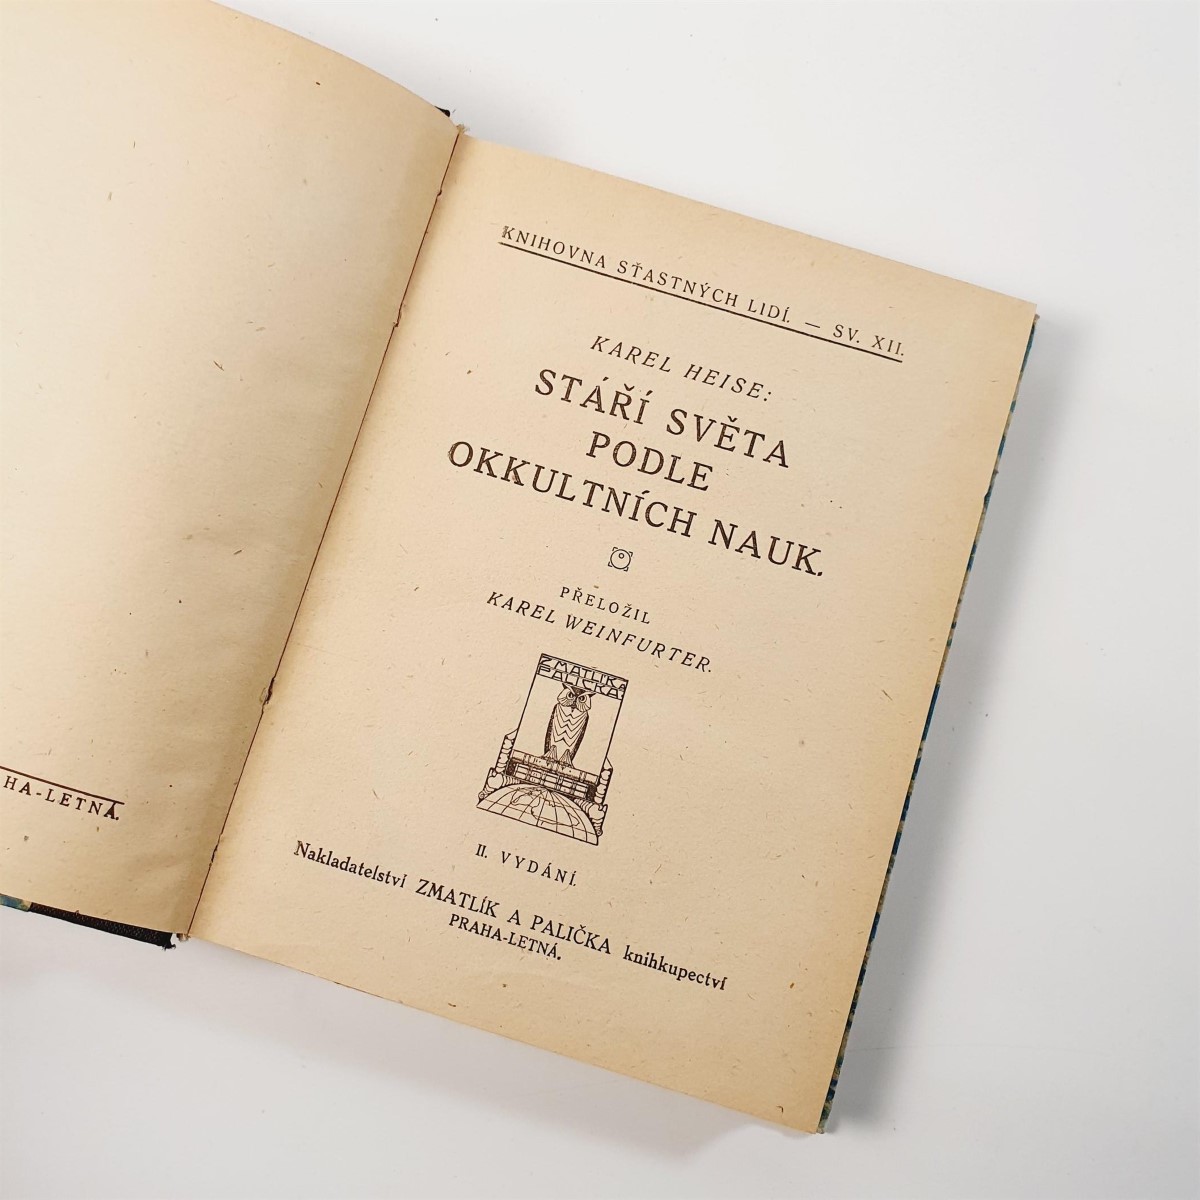 HA-LETNÁ.
KNIHOVNA SŤASTNÝCH LIDÍ. — SV. XII.
KAREL HEISE:
STÁŘÍ SVĚTA
PODLE
OKKULTNÍCH NAUK.
PŘELOŽIL
KAREL WEINFURTER.
ZMATLÍK A
PALIČKA
II. VYDÁNÍ.
Nakladatelství ZMATLÍK A PALIČKA knihkupectví
PRAHA-LETNÁ.